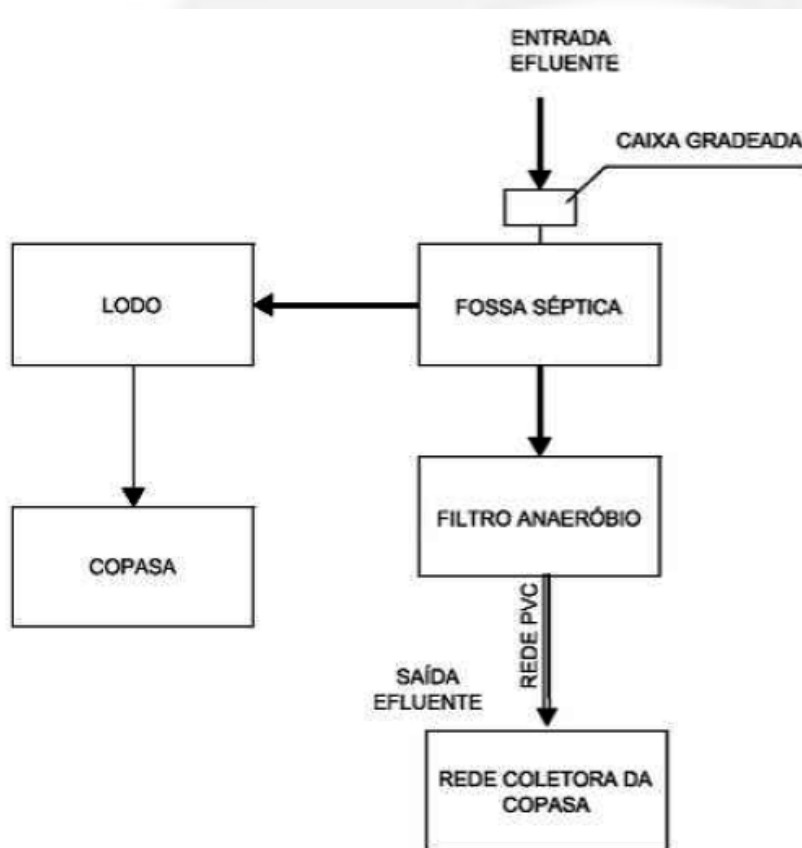 ENTRADA
EFLUENTE
CAIXA GRADEADA
LODO
FOSSA SÉPTICA
FILTRO ANAERÓBIO
COPASA
REDE PVC
SAÍDA
EFLUENTE
REDE COLETORA DA
COPASA